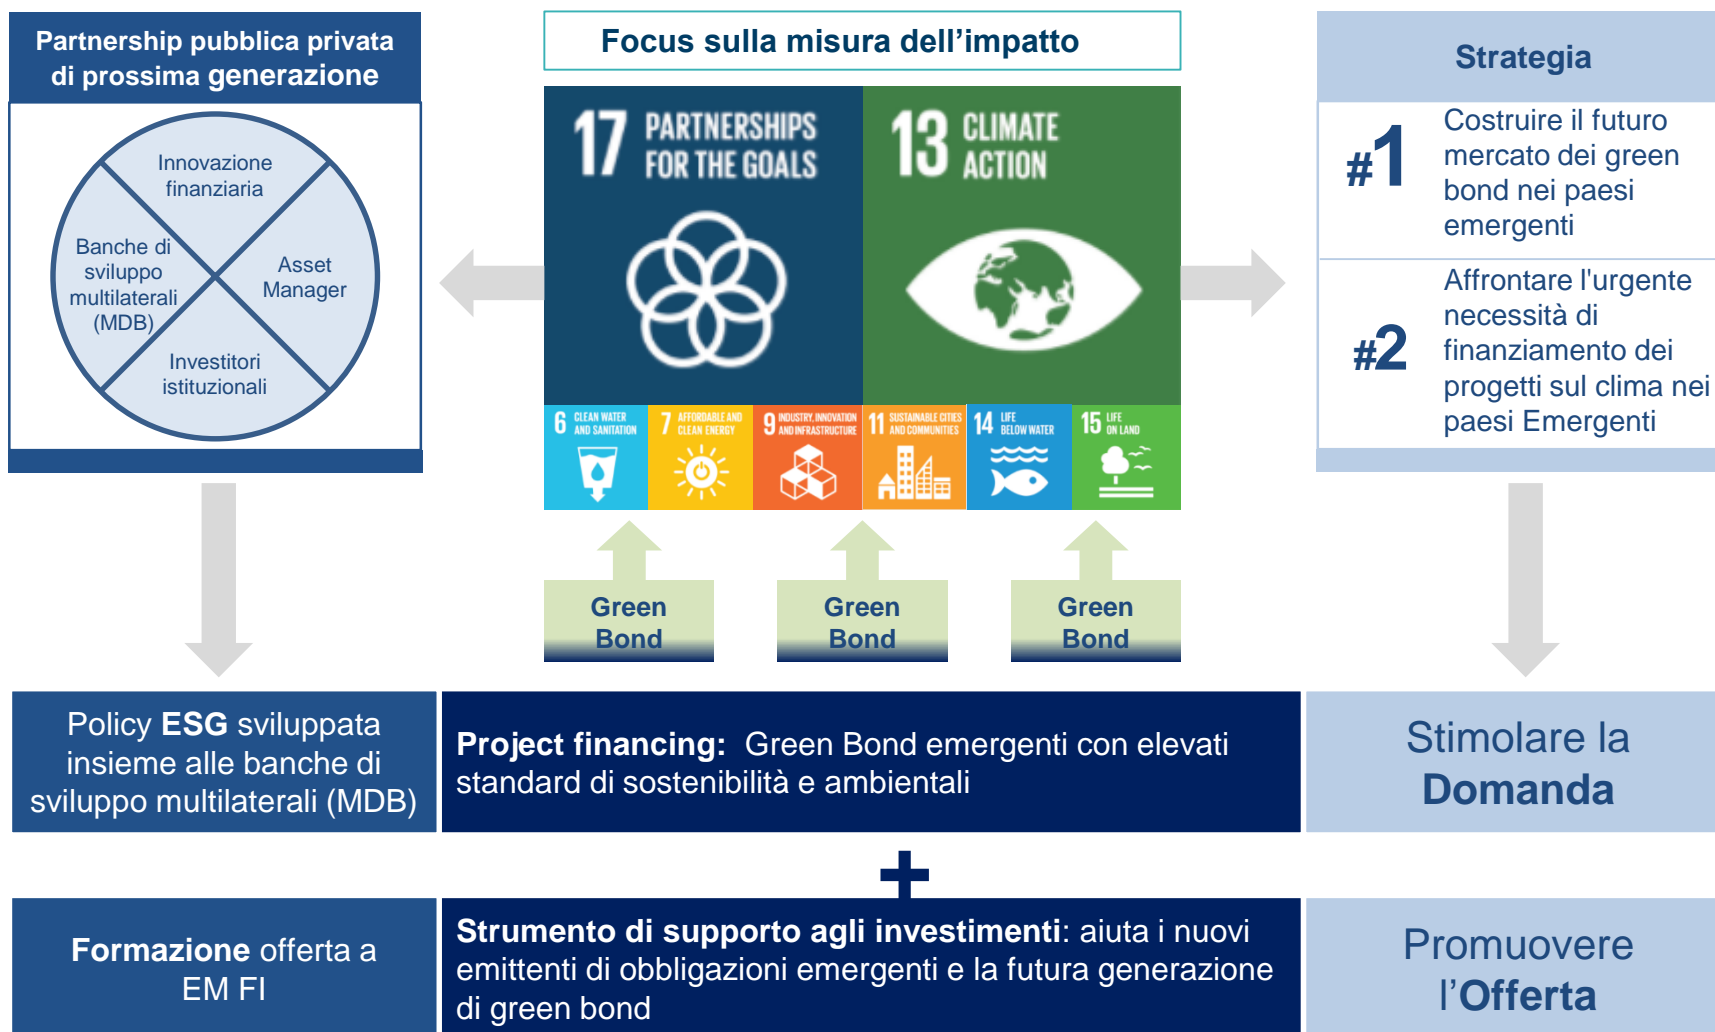 Partnership pubblica privata
di prossima generazione
Innovazione
finanziaria
Banche di
sviluppo
multilaterali
(MDB)
Asset
Manager
Investitori
istituzionali
Focus sulla misura dell’impatto
17 PARTNERSHIPS
FOR THE GOALS
13 CLIMATE
ACTION
6 CLEAN WATER
AND SANITATION
7 AFFORDABLE AND
CLEAN ENERGY
9 INDUSTRY, INNOVATION
AND INFRASTRUCTURE
11 SUSTAINABLE CITIES
AND COMMUNITIES
14 LIFE
BELOW WATER
15 LIFE
ON LAND
Green
Bond
Green
Bond
Green
Bond
Strategia
#1
Costruire il futuro
mercato dei green
bond nei paesi
emergenti
#2
Affrontare l'urgente
necessità di
finanziamento dei
progetti sul clima nei
paesi Emergenti
Policy ESG sviluppata
insieme alle banche di
sviluppo multilaterali (MDB)
Project financing: Green Bond emergenti con elevati
standard di sostenibilità e ambientali
Stimolare la
Domanda
+
Formazione offerta a
EM FI
Strumento di supporto agli investimenti: aiuta i nuovi
emittenti di obbligazioni emergenti e la futura generazione
di green bond
Promuovere
l’Offerta